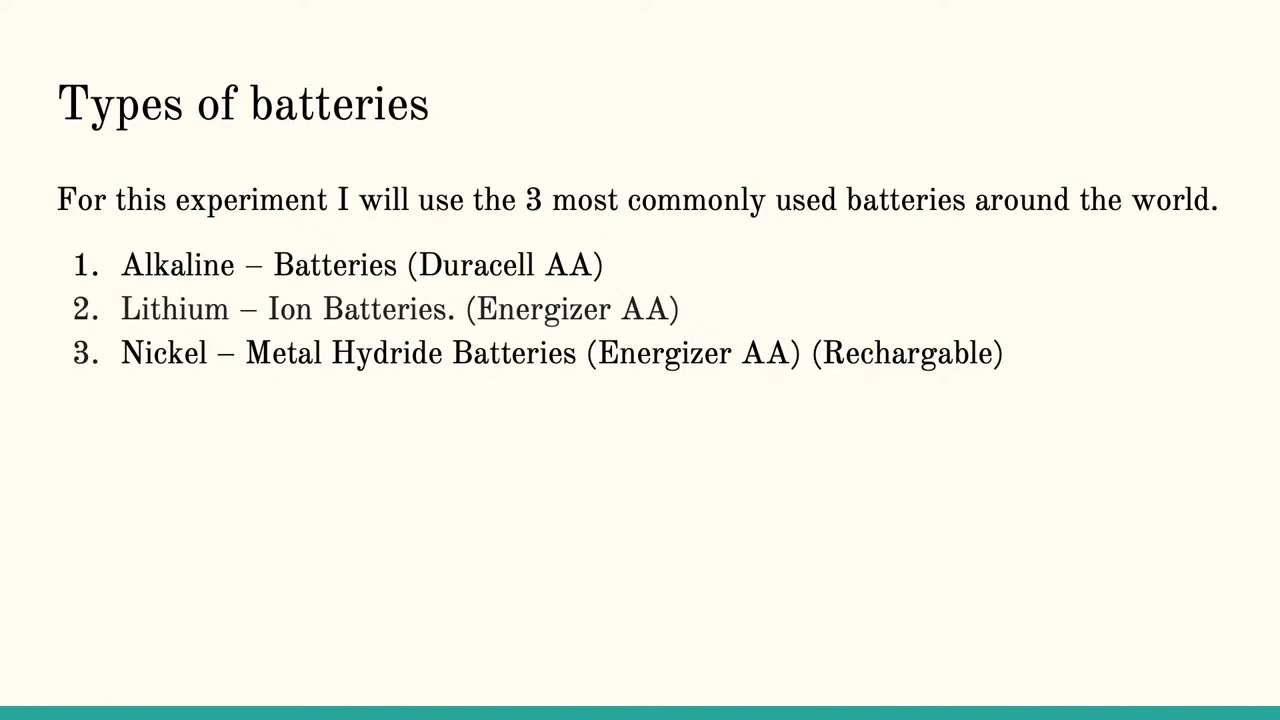 Types of batteries
For this experiment I will use the 3 most commonly used batteries around the world.
1. Alkaline – Batteries (Duracell AA)
2. Lithium – Ion Batteries. (Energizer AA)
3. Nickel – Metal Hydride Batteries (Energizer AA) (Rechargable)